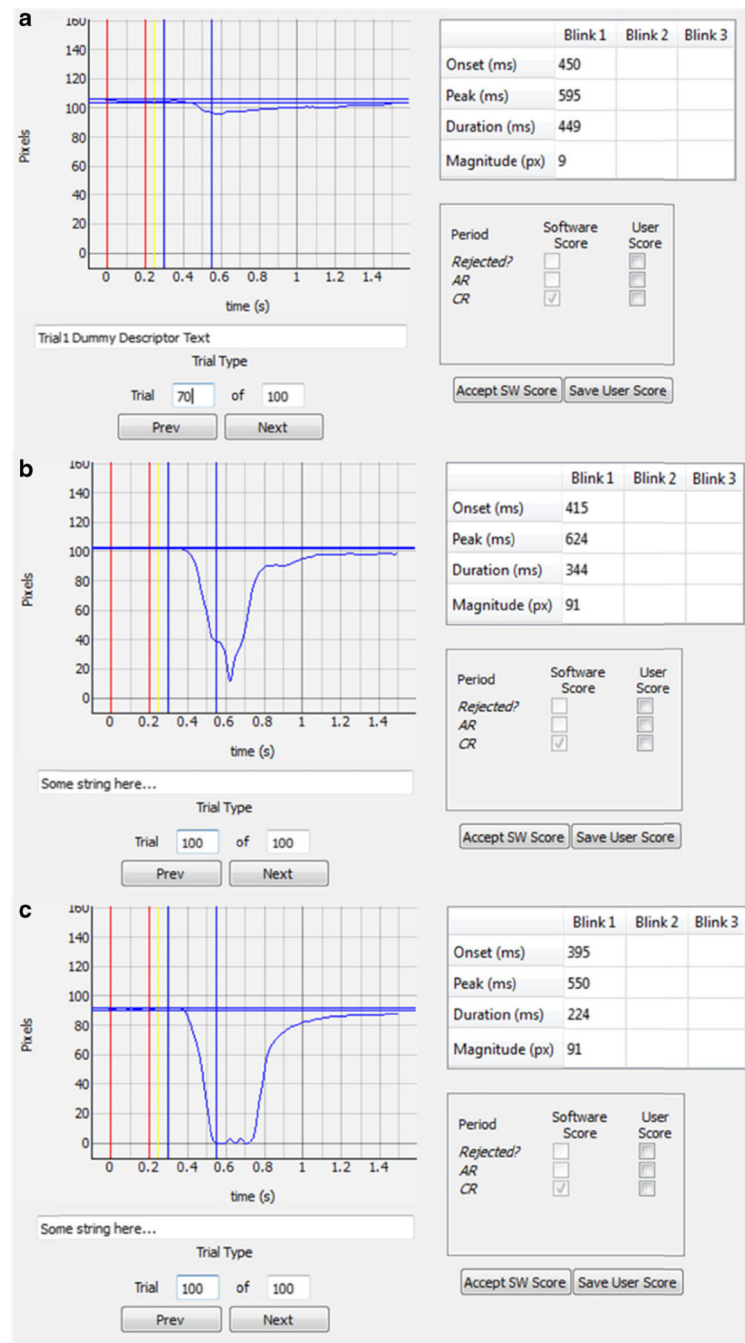 a
160
140
120
100
80
60
40
20
0
Pixels
0 0.2 0.4 0.6 0.8 1 1.2 1.4
time (s)
Blink 1 Blink 2 Blink 3
Onset (ms) 450
Peak (ms) 595
Duration (ms) 449
Magnitude (px) 9
Period Software Score User Score
Rejected?
AR
CR
Trial1 Dummy Descriptor Text
Trial Type
Trial 70 of 100
Prev Next
Accept SW Score Save User Score
b
160
140
120
100
80
60
40
20
0
Pixels
0 0.2 0.4 0.6 0.8 1 1.2 1.4
time (s)
Blink 1 Blink 2 Blink 3
Onset (ms) 415
Peak (ms) 624
Duration (ms) 344
Magnitude (px) 91
Period Software Score User Score
Rejected?
AR
CR
Some string here...
Trial Type
Trial 100 of 100
Prev Next
Accept SW Score Save User Score
c
160
140
120
100
80
60
40
20
0
Pixels
0 0.2 0.4 0.6 0.8 1 1.2 1.4
time (s)
Blink 1 Blink 2 Blink 3
Onset (ms) 395
Peak (ms) 550
Duration (ms) 224
Magnitude (px) 91
Period Software Score User Score
Rejected?
AR
CR
Some string here...
Trial Type
Trial 100 of 100
Prev Next
Accept SW Score Save User Score